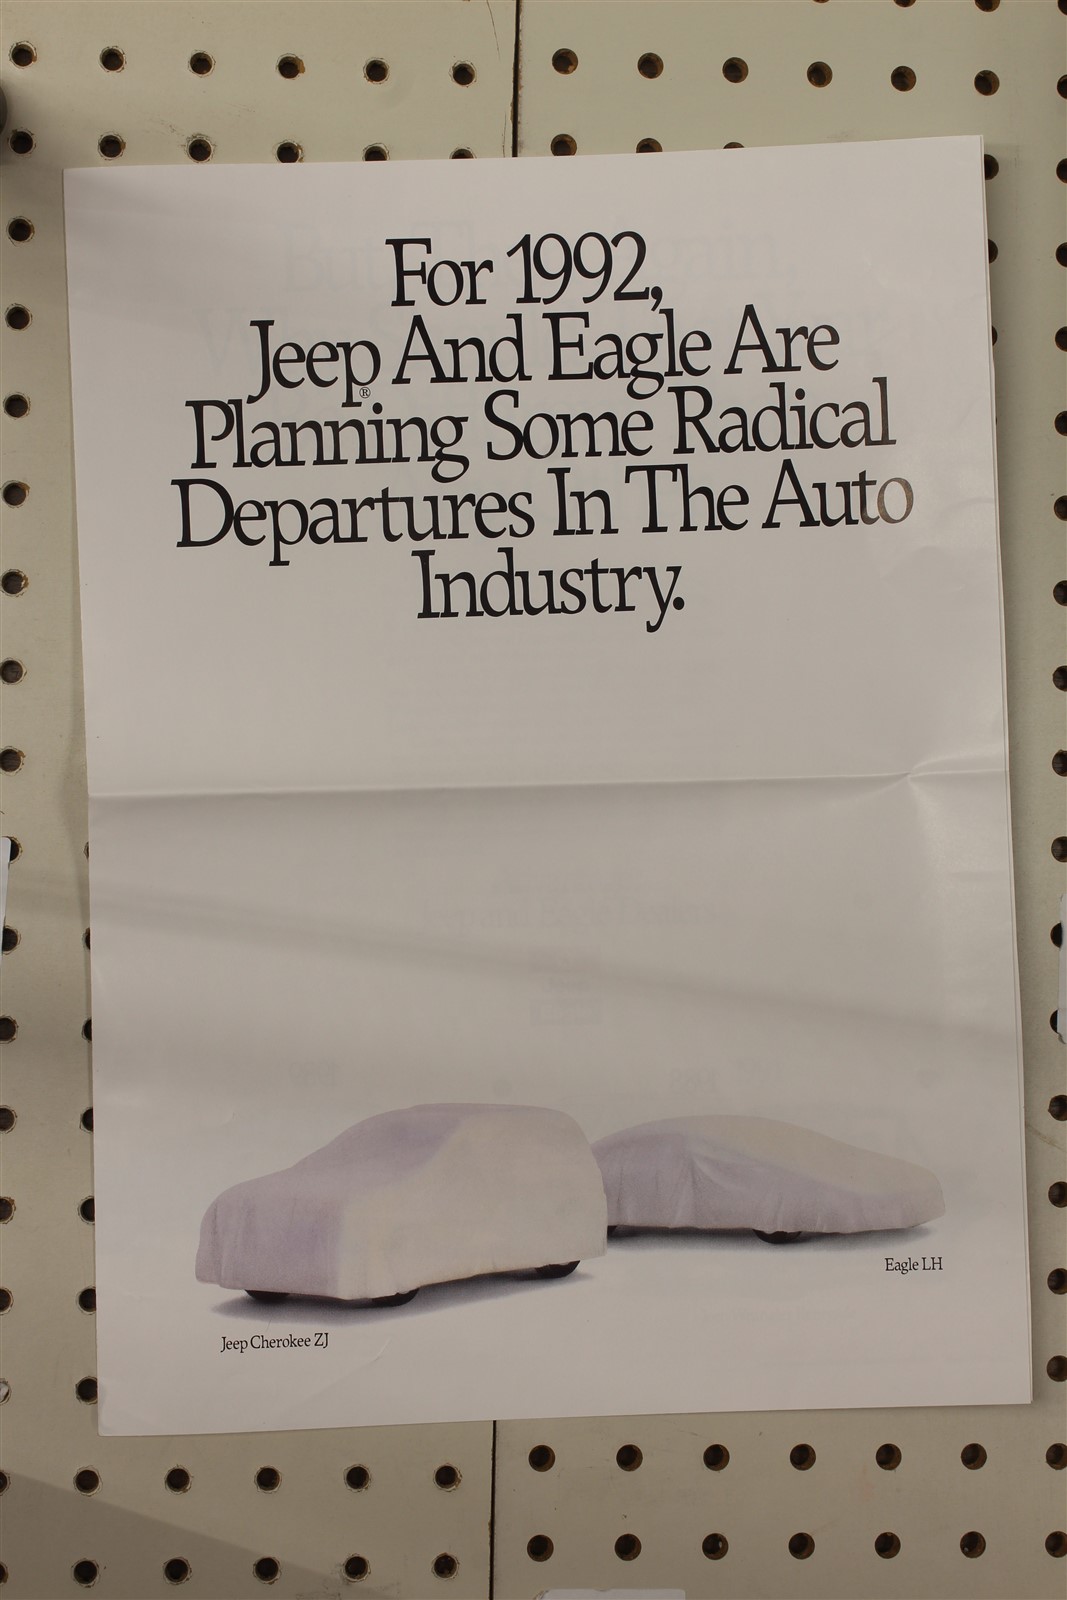 For 1992,
Jeep® And Eagle Are
Planning Some Radical
Departures In The Auto
Industry.
Eagle LH
Jeep Cherokee ZJ